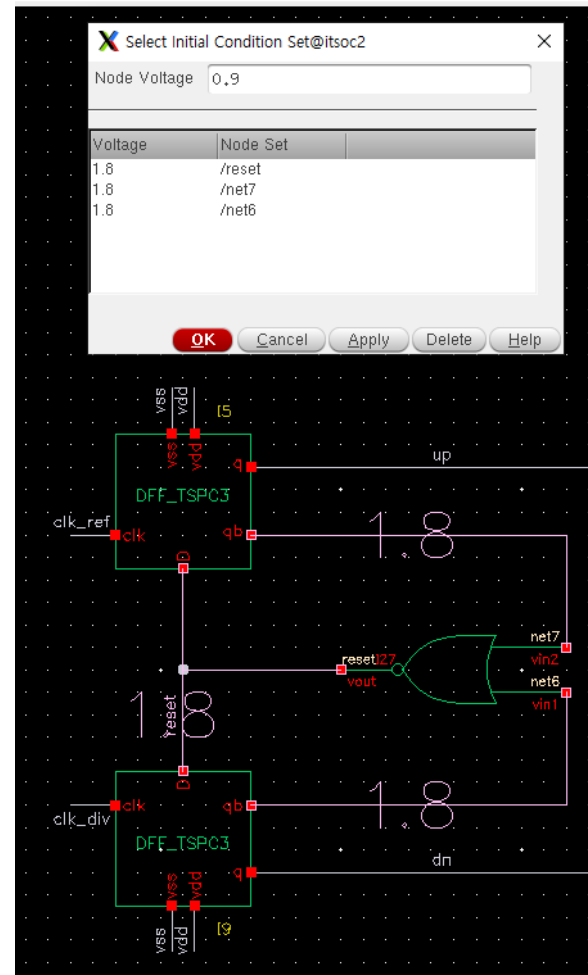 Select Initial Condition Set@itsoc2
Node Voltage 0.9
Voltage Node Set
1.8 /reset
1.8 /net7
1.8 /net6
OK Cancel Apply Delete Help
vss vdd I5
vss vdd q up
DFF_TSPC3
clk_ref clk qb 1.8
D
net7
reset I27 vin2
vout net6
vin1
1.8 reset
D
clk_div clk qb 1.8
DFF_TSPC3
dn
vss vdd q
vss vdd I9